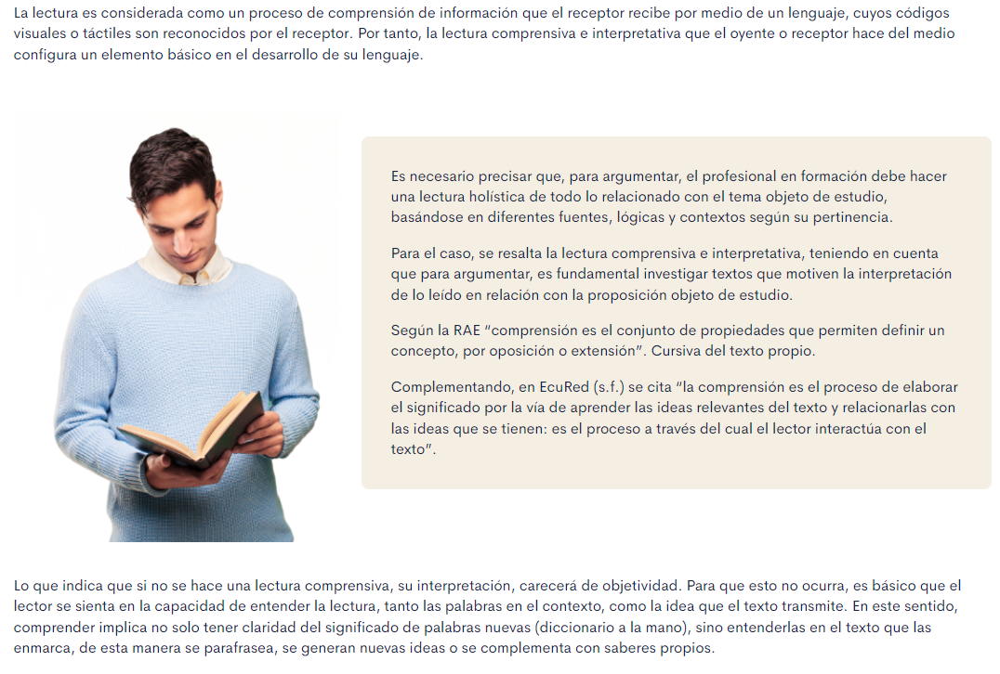 La lectura es considerada como un proceso de comprensión de información que el receptor recibe por medio de un lenguaje, cuyos códigos
visuales o táctiles son reconocidos por el receptor. Por tanto, la lectura comprensiva e interpretativa que el oyente o receptor hace del medio
configura un elemento básico en el desarrollo de su lenguaje.
Es necesario precisar que, para argumentar, el profesional en formación debe hacer
una lectura holística de todo lo relacionado con el tema objeto de estudio,
basándose en diferentes fuentes, lógicas y contextos según su pertinencia.
Para el caso, se resalta la lectura comprensiva e interpretativa, teniendo en cuenta
que para argumentar, es fundamental investigar textos que motiven la interpretación
de lo leído en relación con la proposición objeto de estudio.
Según la RAE “comprensión es el conjunto de propiedades que permiten definir un
concepto, por oposición o extensión”. Cursiva del texto propio.
Complementando, en EcuRed (s.f.) se cita “la comprensión es el proceso de elaborar
el significado por la vía de aprender las ideas relevantes del texto y relacionarlas con
las ideas que se tienen: es el proceso a través del cual el lector interactúa con el
texto”.
Lo que indica que si no se hace una lectura comprensiva, su interpretación, carecerá de objetividad. Para que esto no ocurra, es básico que el
lector se sienta en la capacidad de entender la lectura, tanto las palabras en el contexto, como la idea que el texto transmite. En este sentido,
comprender implica no solo tener claridad del significado de palabras nuevas (diccionario a la mano), sino entenderlas en el texto que las
enmarca, de esta manera se parafrasea, se generan nuevas ideas o se complementa con saberes propios.